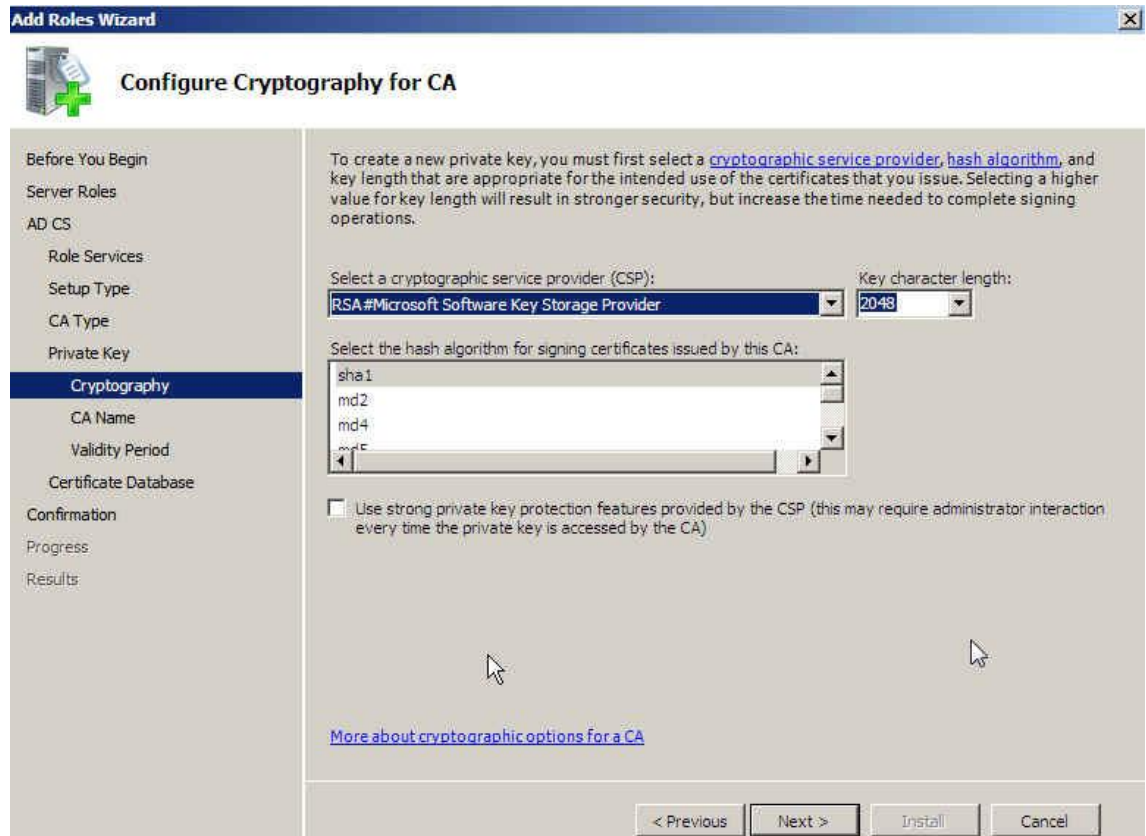 Add Roles Wizard
Configure Cryptography for CA
Before You Begin
Server Roles
AD CS
Role Services
Setup Type
CA Type
Private Key
Cryptography
CA Name
Validity Period
Certificate Database
Confirmation
Progress
Results
To create a new private key, you must first select a cryptographic service provider, hash algorithm, and
key length that are appropriate for the intended use of the certificates that you issue. Selecting a higher
value for key length will result in stronger security, but increase the time needed to complete signing
operations.
Select a cryptographic service provider (CSP):
Key character length:
RSA#Microsoft Software Key Storage Provider
2048
Select the hash algorithm for signing certificates issued by this CA:
sha1
md2
md4
md5
Use strong private key protection features provided by the CSP (this may require administrator interaction
every time the private key is accessed by the CA)
More about cryptographic options for a CA
< Previous
Next >
Install
Cancel